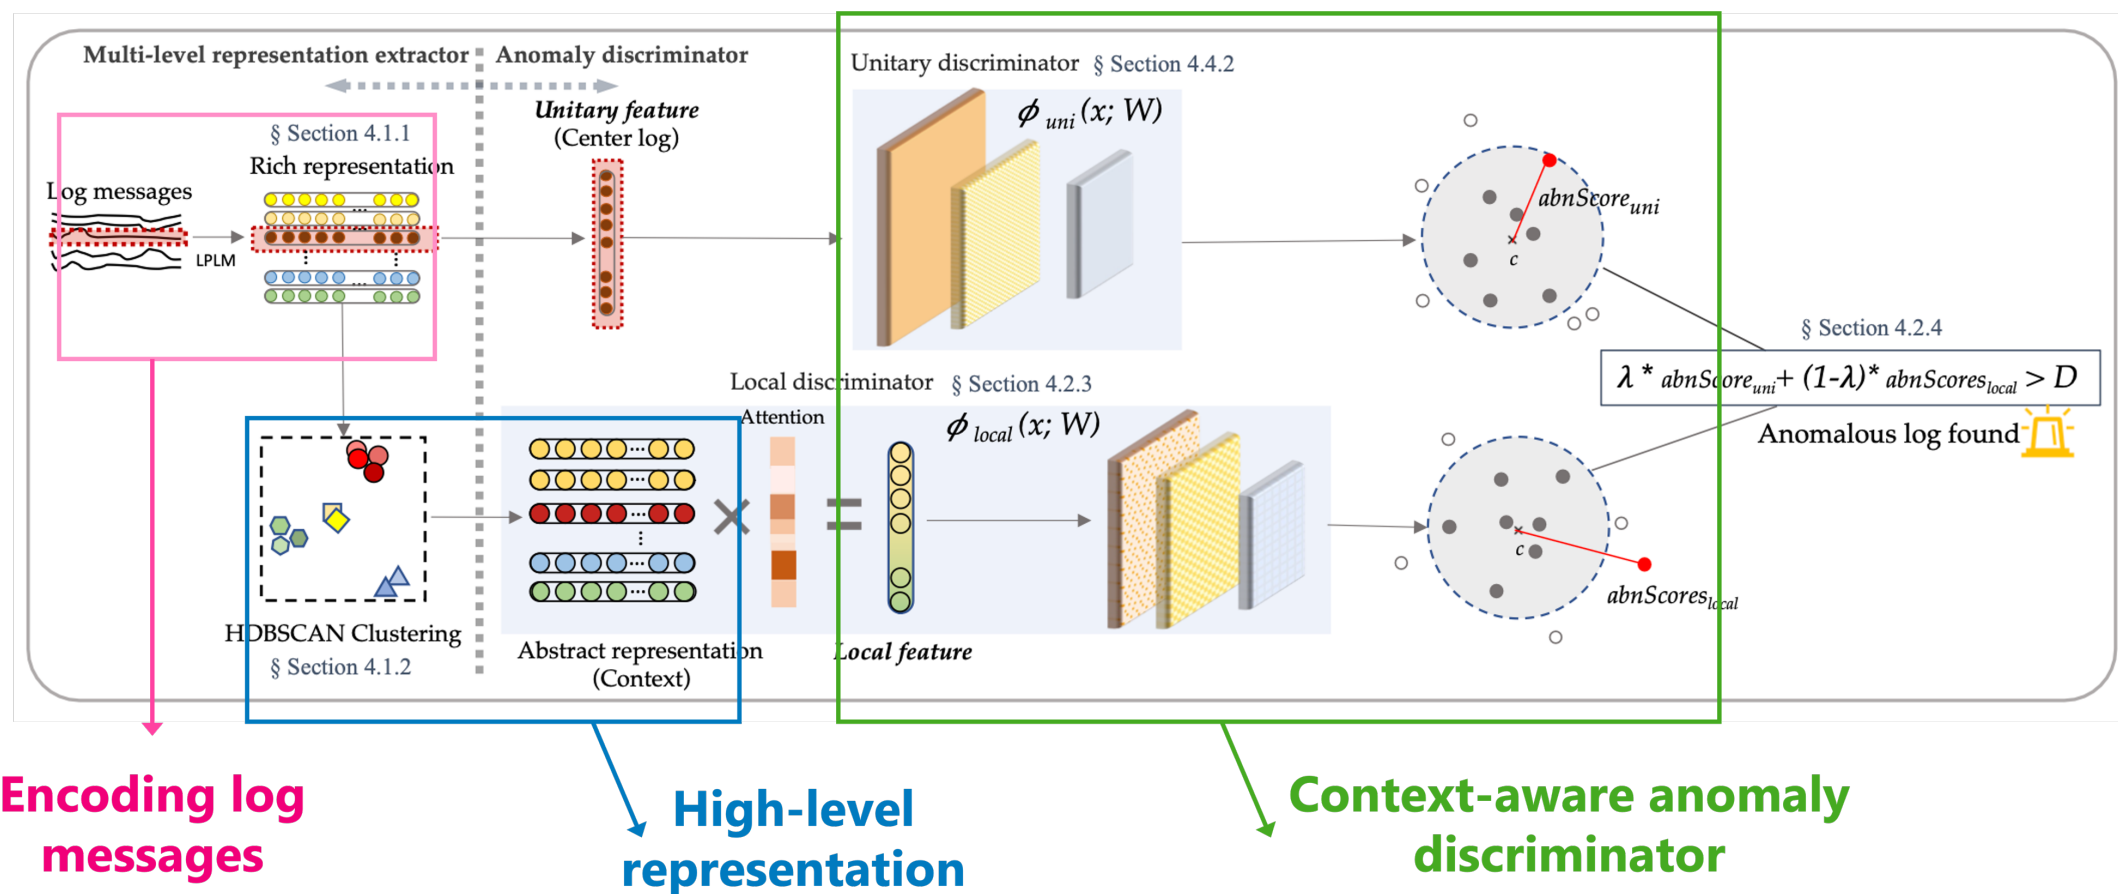 Multi-level representation extractor
Anomaly discriminator
§ Section 4.1.1
Rich representation
Log messages
LPLM
Unitary feature
(Center log)
Unitary discriminator § Section 4.4.2
ϕ uni (x; W)
abnScore uni
c
§ Section 4.2.4
λ * abnScore uni + (1-λ)* abnScores local > D
Anomalous log found
Local discriminator § Section 4.2.3
Attention
ϕ local (x; W)
HDBSCAN Clustering
§ Section 4.1.2
Abstract representation
(Context)
Local feature
c
abnScores local
Encoding log
messages
High-level
representation
Context-aware anomaly
discriminator